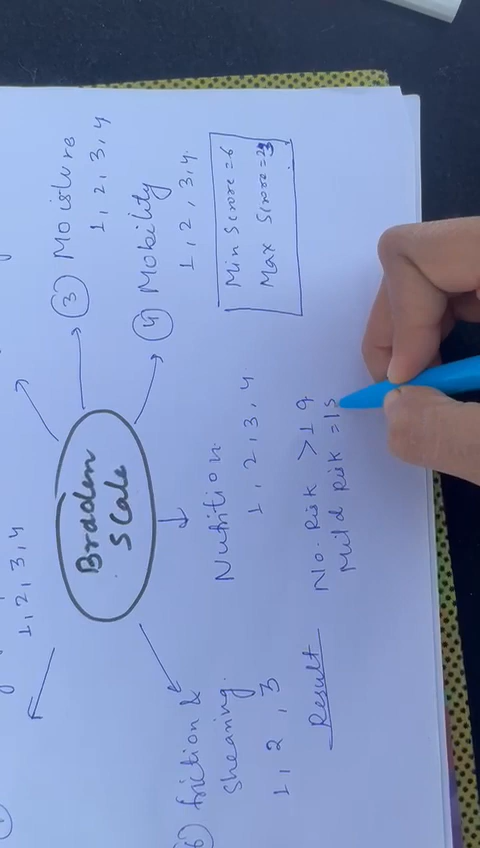 1, 2, 3, 4
Bradden
Scale
③ Moisture
1, 2, 3, 4
④ Mobility
1, 2, 3, 4.
Min Score = 6
Max Score = 23
Nutrition
1, 2, 3, 4.
⑥ friction &
shearing.
1, 2, 3
Result
No. Risk > 19
Mild Risk = 15